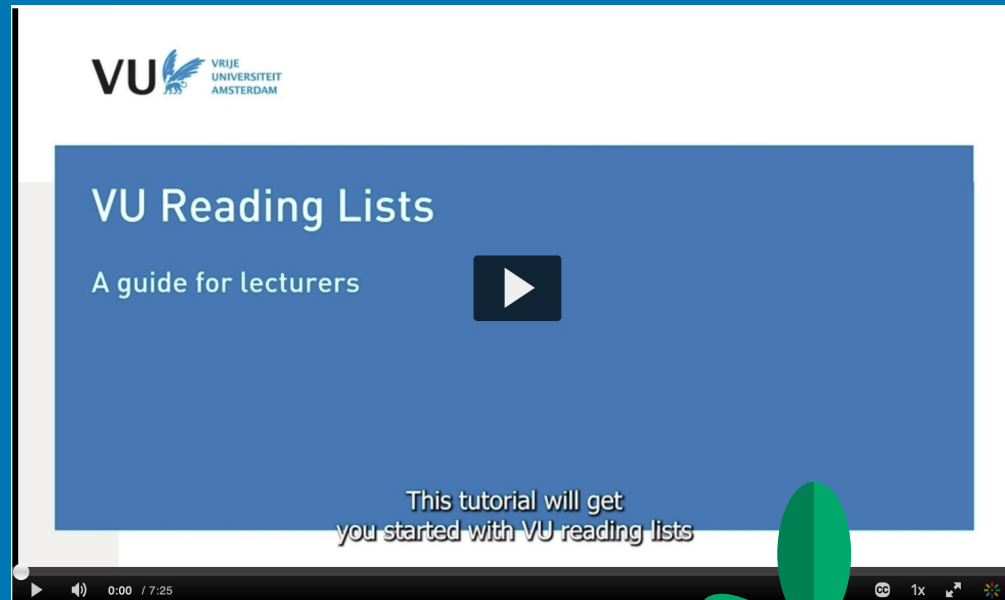 VU
VRIJE
UNIVERSITEIT
AMSTERDAM
VU Reading Lists
A guide for lecturers
This tutorial will get
you started with VU reading lists
0:00 / 7:25
CC
1x